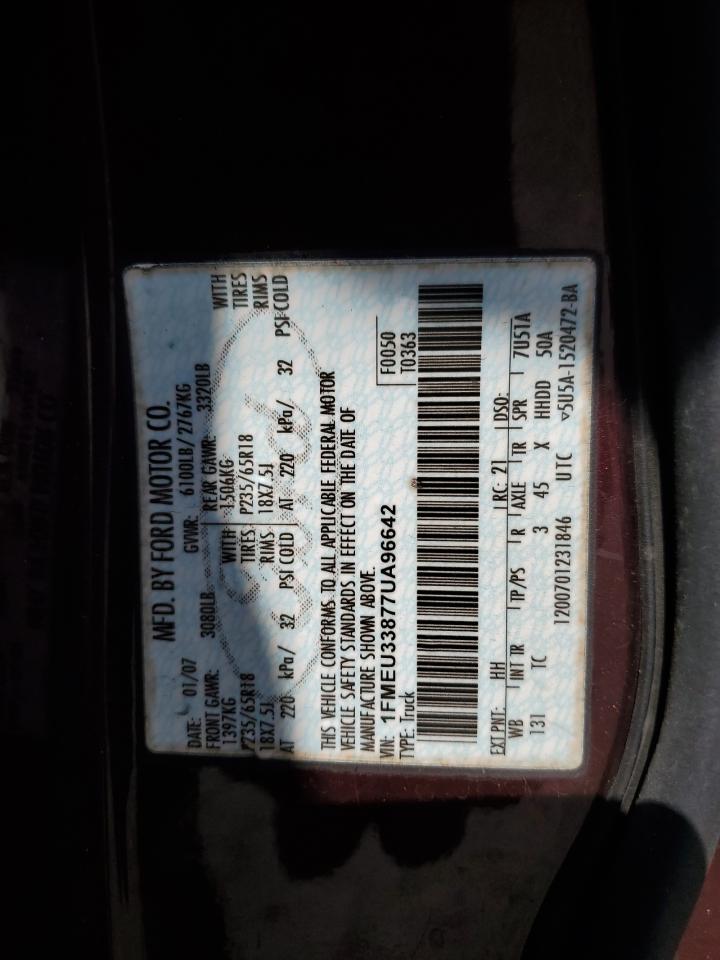 MFD. BY FORD MOTOR CO.
DATE: 01/07 GVWR: 6100LB/2767KG
FRONT GAWR: 3080LB REAR GAWR: 3320LB
1397KG WITH 1506KG WITH
P235/65R18 TIRES P235/65R18 TIRES
18X7.5J RIMS 18X7.5J RIMS
AT 220 kPa/ 32 PSI COLD AT 220 kPa/ 32 PSI COLD
THIS VEHICLE CONFORMS TO ALL APPLICABLE FEDERAL MOTOR
VEHICLE SAFETY STANDARDS IN EFFECT ON THE DATE OF
MANUFACTURE SHOWN ABOVE.
VIN: 1FMEU33877UA96642 F0050
TYPE: Truck T0363
EXT PNT: HH RC: 21 DSO:
WB INT TR TP/PS R AXLE TR SPR 7U51A
131 TC 3 45 X HHDD 50A
1200701231846 UTC ▽5U5A-1520472-BA